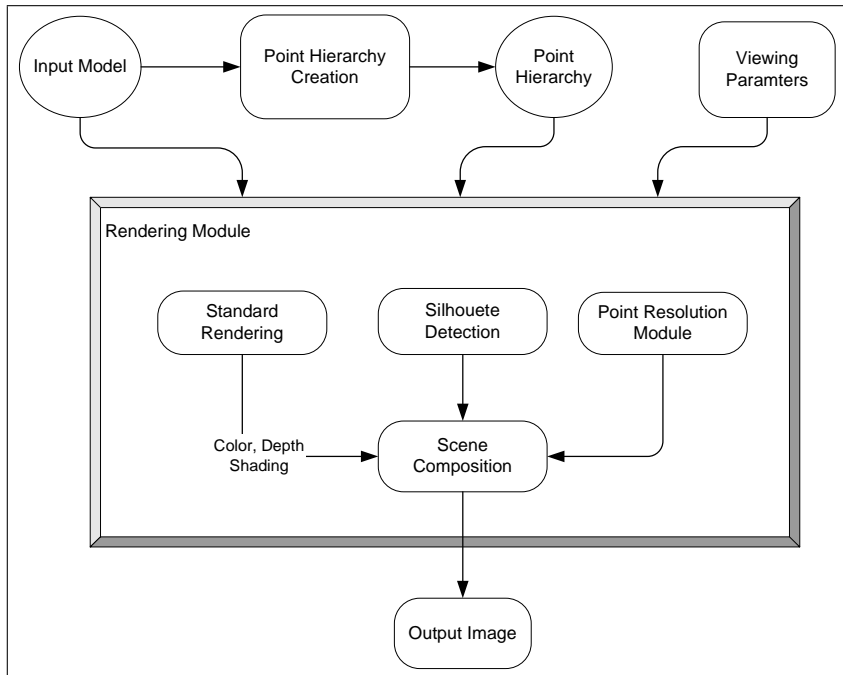 Input Model
Point Hierarchy
Creation
Point
Hierarchy
Viewing
Paramters
Rendering Module
Standard
Rendering
Silhouete
Detection
Point Resolution
Module
Color, Depth
Shading
Scene
Composition
Output Image